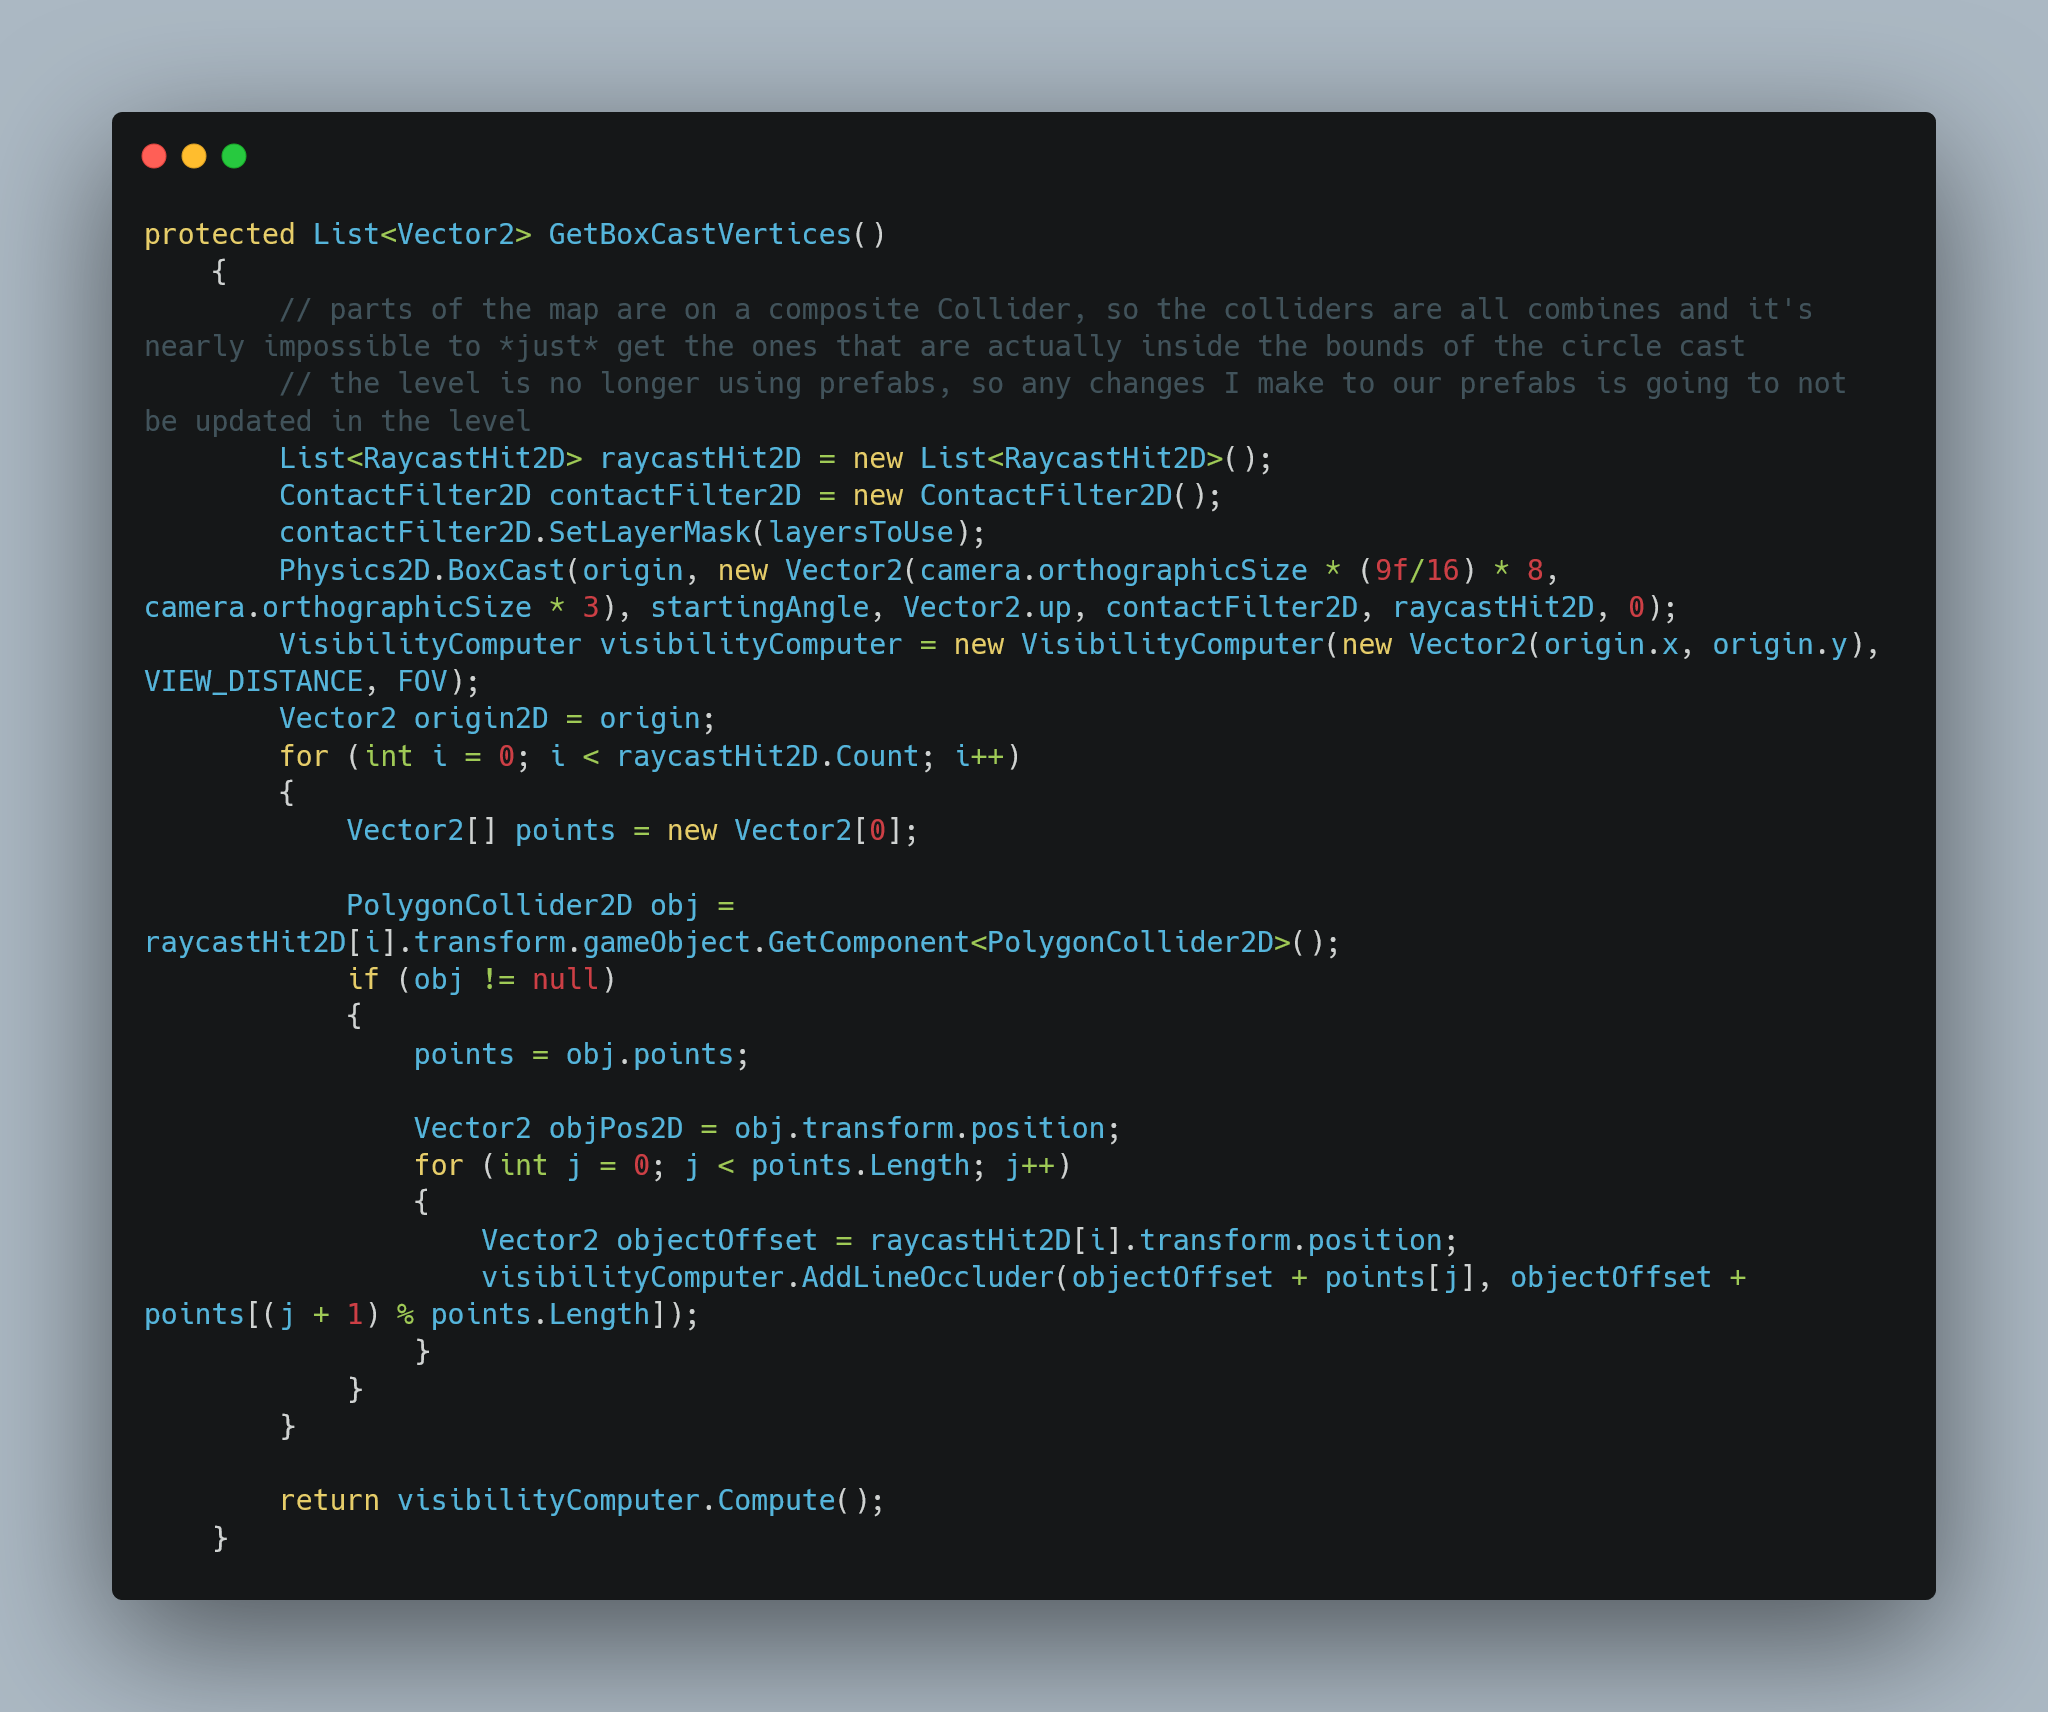 protected List<Vector2> GetBoxCastVertices()
    {
        // parts of the map are on a composite Collider, so the colliders are all combines and it's
nearly impossible to *just* get the ones that are actually inside the bounds of the circle cast
        // the level is no longer using prefabs, so any changes I make to our prefabs is going to not
be updated in the level
        List<RaycastHit2D> raycastHit2D = new List<RaycastHit2D>();
        ContactFilter2D contactFilter2D = new ContactFilter2D();
        contactFilter2D.SetLayerMask(layersToUse);
        Physics2D.BoxCast(origin, new Vector2(camera.orthographicSize * (9f/16) * 8,
camera.orthographicSize * 3), startingAngle, Vector2.up, contactFilter2D, raycastHit2D, 0);
        VisibilityComputer visibilityComputer = new VisibilityComputer(new Vector2(origin.x, origin.y),
VIEW_DISTANCE, FOV);
        Vector2 origin2D = origin;
        for (int i = 0; i < raycastHit2D.Count; i++)
        {
            Vector2[] points = new Vector2[0];

            PolygonCollider2D obj =
raycastHit2D[i].transform.gameObject.GetComponent<PolygonCollider2D>();
            if (obj != null)
            {
                points = obj.points;

                Vector2 objPos2D = obj.transform.position;
                for (int j = 0; j < points.Length; j++)
                {
                    Vector2 objectOffset = raycastHit2D[i].transform.position;
                    visibilityComputer.AddLineOccluder(objectOffset + points[j], objectOffset +
points[(j + 1) % points.Length]);
                }
            }
        }

        return visibilityComputer.Compute();
    }